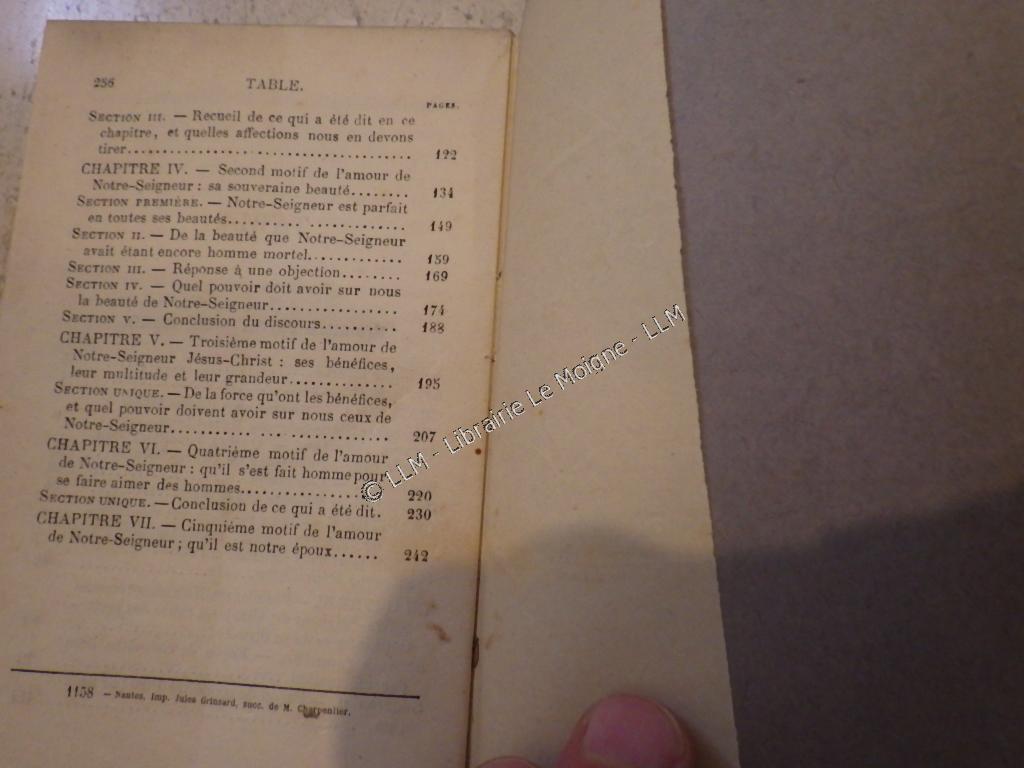 256 TABLE.
PAGES.
SECTION III. — Recueil de ce qui a été dit en ce
chapitre, et quelles affections nous en devons
tirer........................................ 122
CHAPITRE IV. — Second motif de l'amour de
Notre-Seigneur : sa souveraine beauté........ 134
SECTION PREMIÈRE. — Notre-Seigneur est parfait
en toutes ses beautés......................... 149
SECTION II. — De la beauté que Notre-Seigneur
avait étant encore homme mortel............. 159
SECTION III. — Réponse à une objection........ 169
SECTION IV. — Quel pouvoir doit avoir sur nous
la beauté de Notre-Seigneur.................. 174
SECTION V. — Conclusion du discours........... 188
CHAPITRE V. — Troisième motif de l'amour de
Notre-Seigneur Jésus-Christ : ses bénéfices,
leur multitude et leur grandeur............... 195
SECTION UNIQUE. — De la force qu'ont les bénéfices,
et quel pouvoir doivent avoir sur nous ceux de
Notre-Seigneur.......... ... ............... 207
CHAPITRE VI. — Quatrième motif de l'amour
de Notre-Seigneur : qu'il s'est fait homme pour
se faire aimer des hommes................... 220
SECTION UNIQUE. — Conclusion de ce qui a été dit. 230
CHAPITRE VII. — Cinquième motif de l'amour
de Notre-Seigneur ; qu'il est notre époux...... 242
1158 — Nantes, Imp. Jules Grinsard, succ. de M. Charpentier.
© LLM - Librairie Le Moigne - LLM